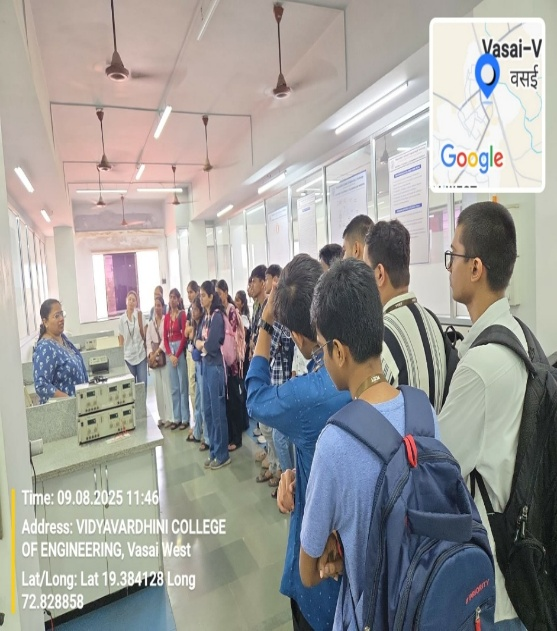 Vasai-V
वसई
Google
Time: 09.08.2025 11:46
Address: VIDYAVARDHINI COLLEGE
OF ENGINEERING, Vasai West
Lat/Long: Lat 19.384128 Long
72.828858
PRIORITY